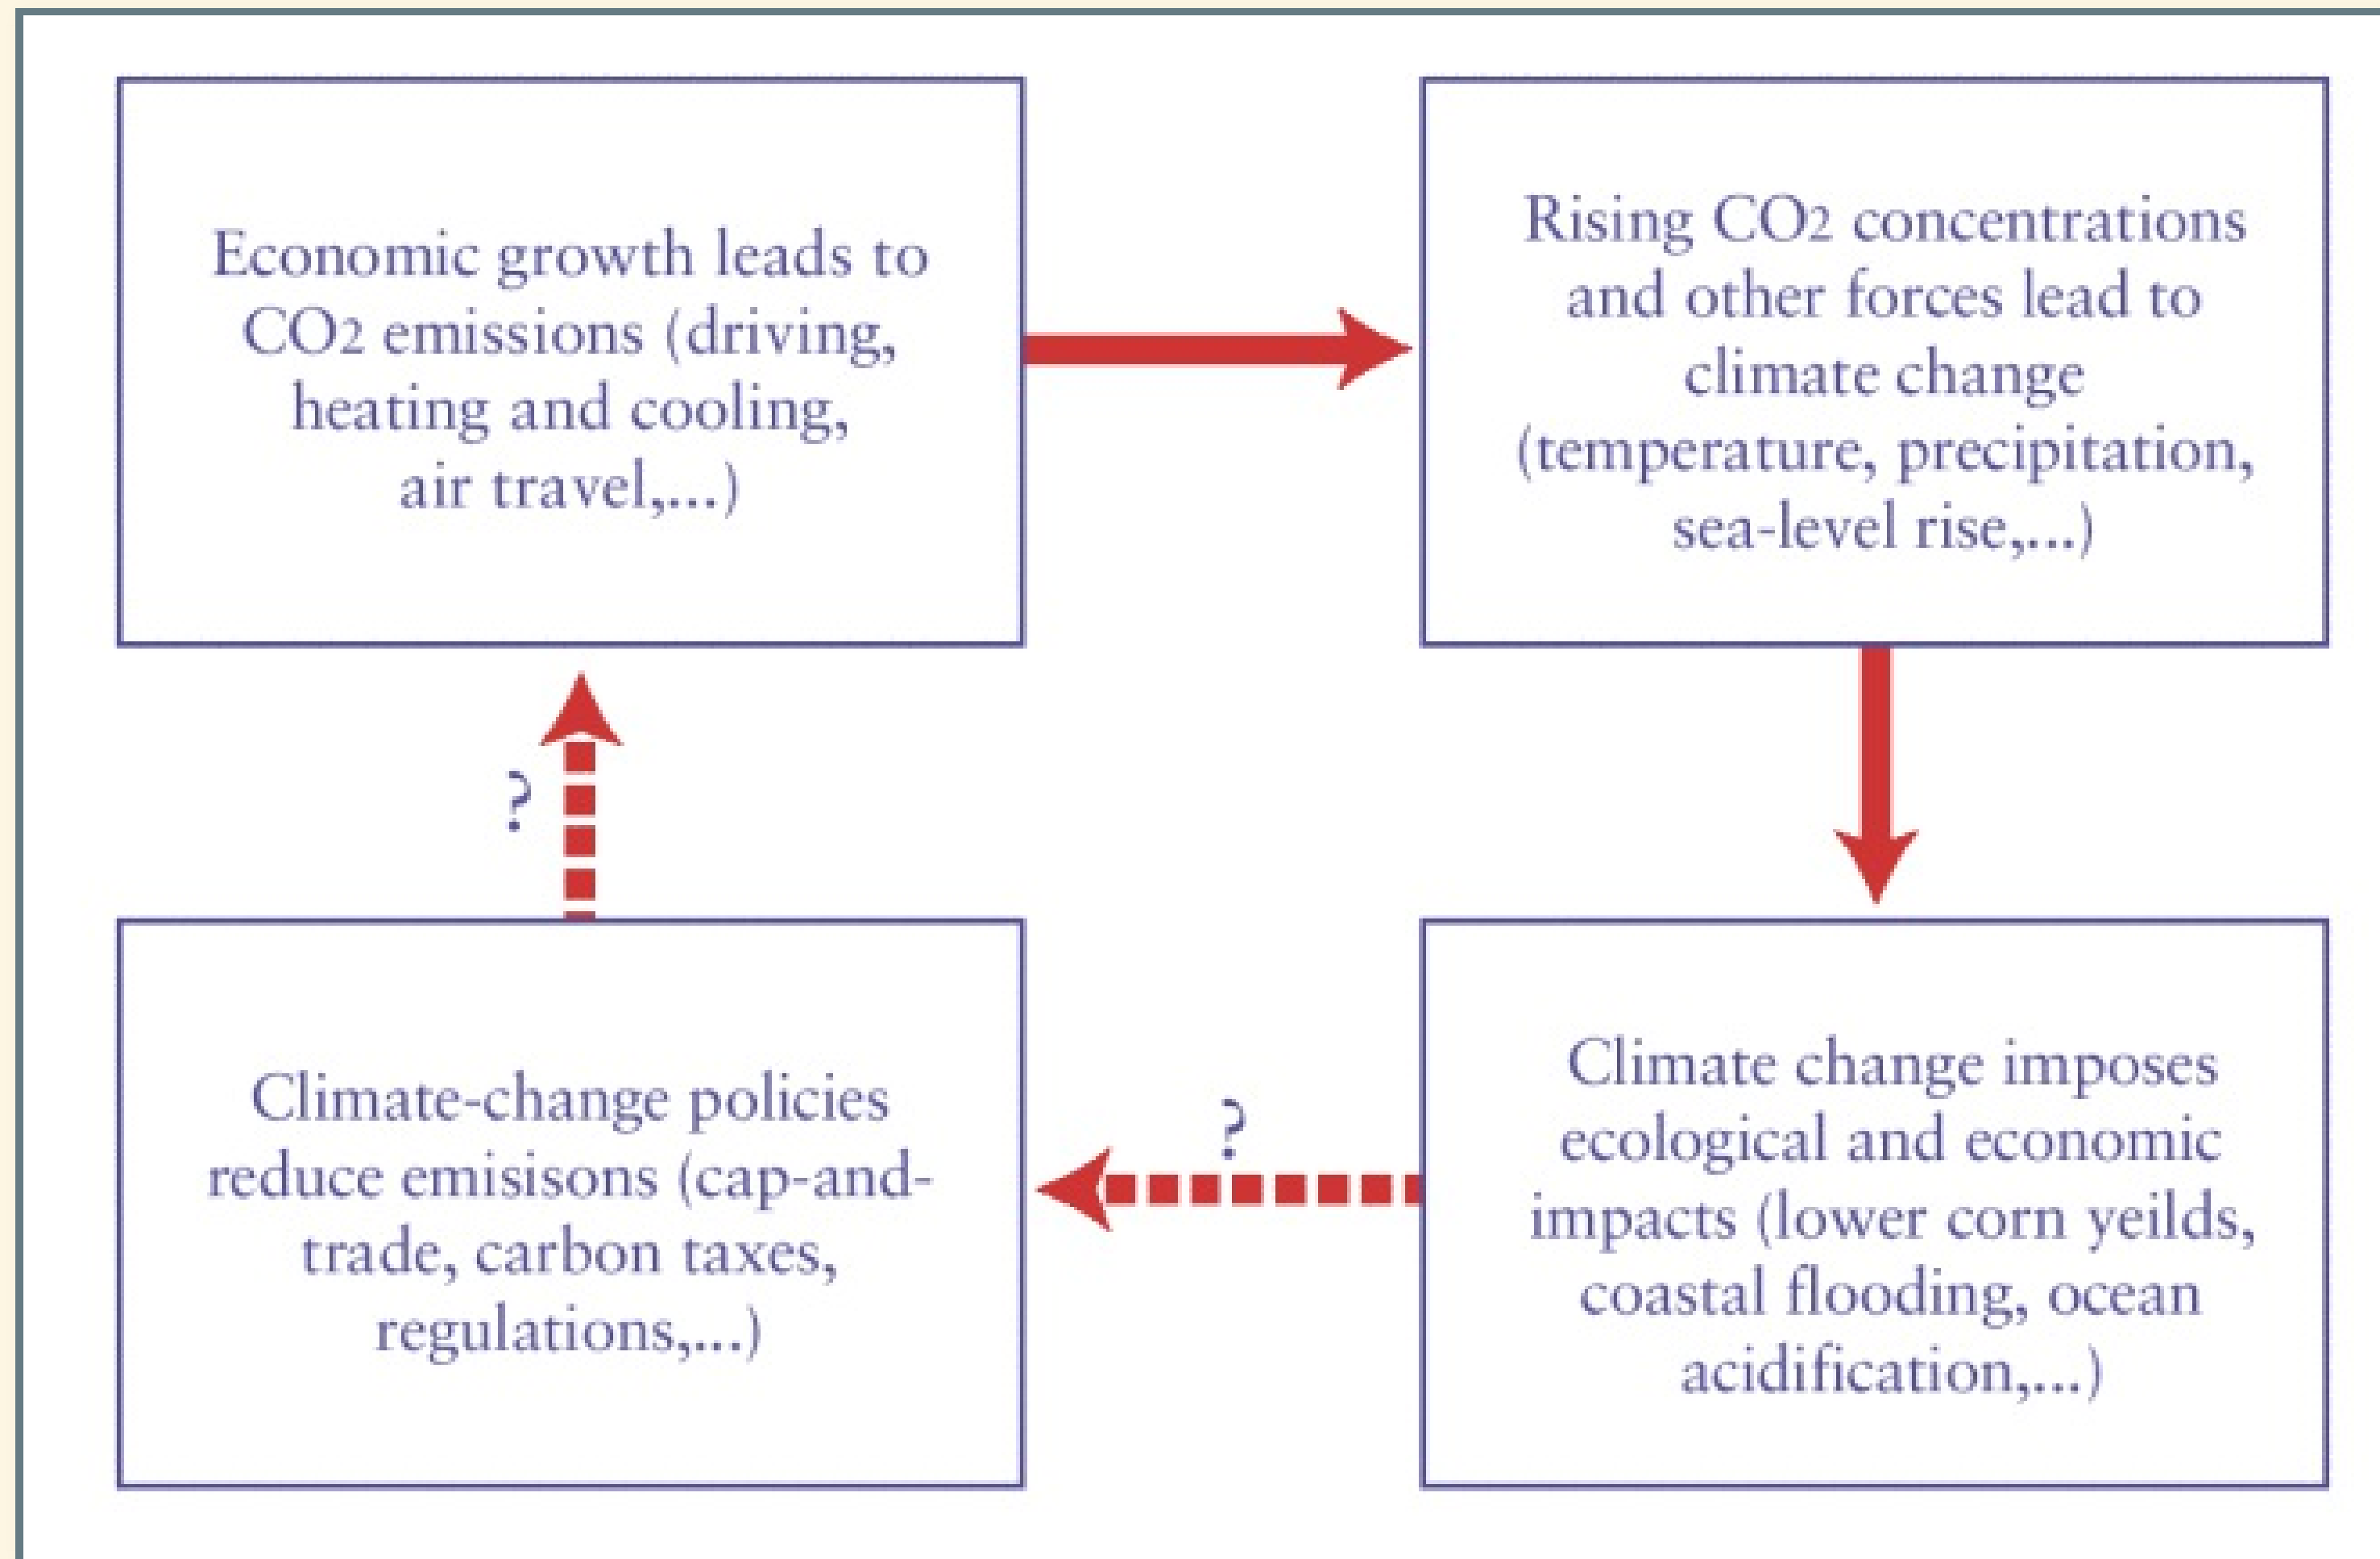 Economic growth leads to
CO2 emissions (driving,
heating and cooling,
air travel,...)
Rising CO2 concentrations
and other forces lead to
climate change
(temperature, precipitation,
sea-level rise,...)
?
Climate-change policies
reduce emisisons (cap-and-
trade, carbon taxes,
regulations,...)
?
Climate change imposes
ecological and economic
impacts (lower corn yeilds,
coastal flooding, ocean
acidification,...)